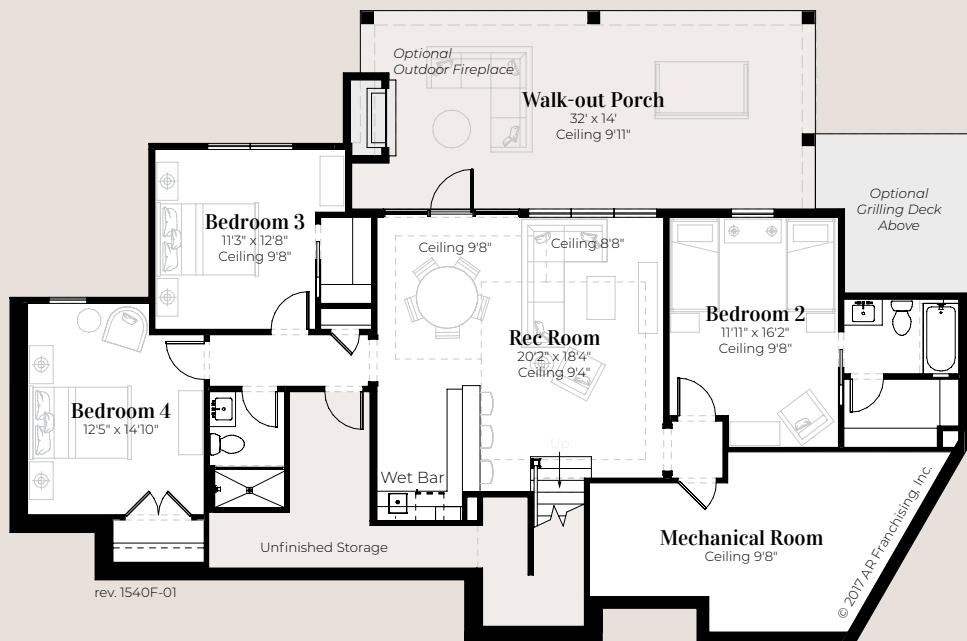 Optional
Outdoor Fireplace
Walk-out Porch
32' x 14'
Ceiling 9'11"
Optional
Grilling Deck
Above
Bedroom 3
11'3" x 12'8"
Ceiling 9'8"
Ceiling 9'8"
Ceiling 8'8"
Rec Room
20'2" x 18'4"
Ceiling 9'4"
Bedroom 2
11'11" x 16'2"
Ceiling 9'8"
Bedroom 4
12'5" x 14'10"
Up
Wet Bar
Unfinished Storage
Mechanical Room
Ceiling 9'8"
© 2017 AR Franchising, Inc.
rev. 1540F-01